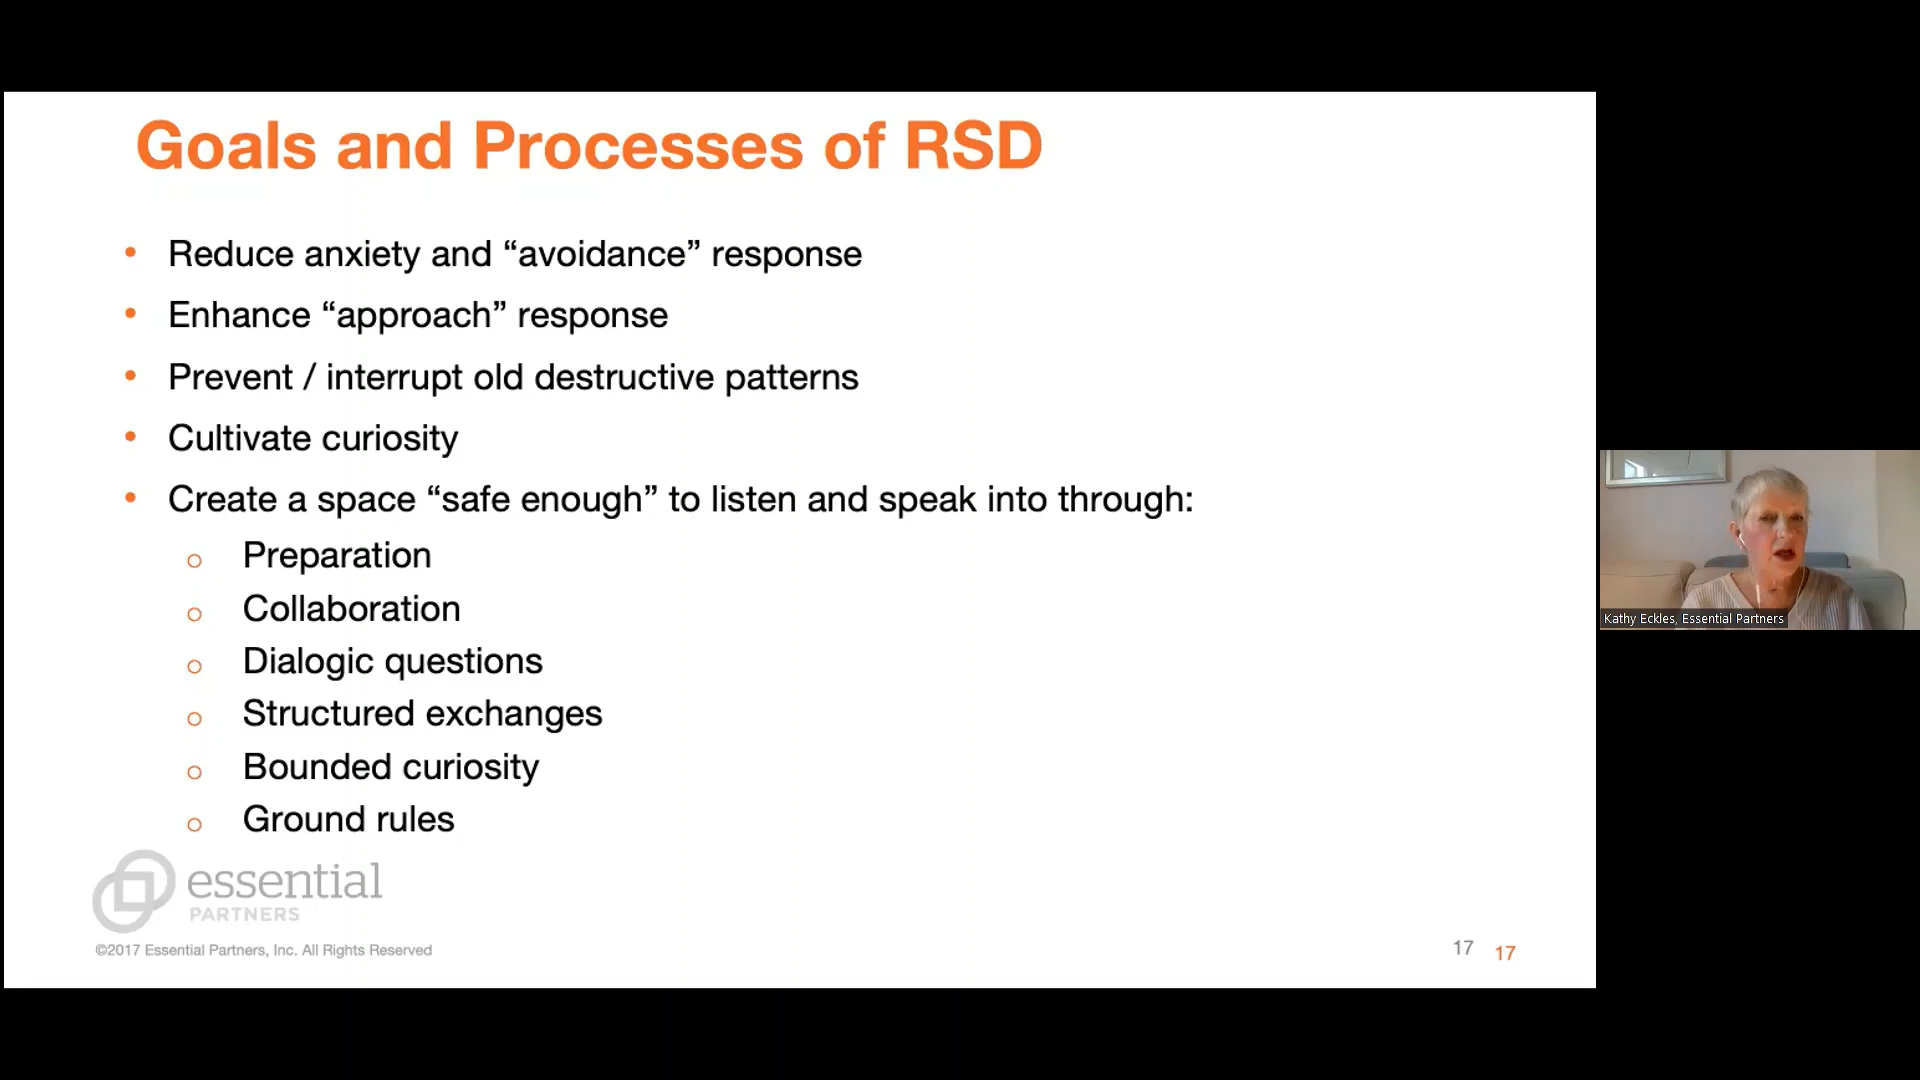 Goals and Processes of RSD
• Reduce anxiety and “avoidance” response
• Enhance “approach” response
• Prevent / interrupt old destructive patterns
• Cultivate curiosity
• Create a space “safe enough” to listen and speak into through:
o Preparation
o Collaboration
o Dialogic questions
o Structured exchanges
o Bounded curiosity
o Ground rules
essential
PARTNERS
©2017 Essential Partners, Inc. All Rights Reserved
17 17
Kathy Eckles, Essential Partners